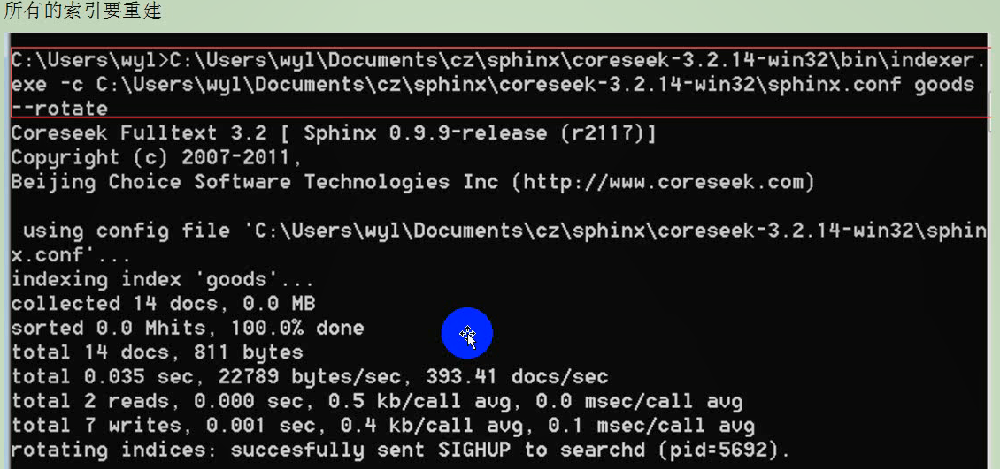 所有的索引要重建
C:\Users\wyl>C:\Users\wyl\Documents\cz\sphinx\coreseek-3.2.14-win32\bin\indexer.
exe -c C:\Users\wyl\Documents\cz\sphinx\coreseek-3.2.14-win32\sphinx.conf goods
--rotate
Coreseek Fulltext 3.2 [ Sphinx 0.9.9-release (r2117)]
Copyright (c) 2007-2011,
Beijing Choice Software Technologies Inc (http://www.coreseek.com)
using config file 'C:\Users\wyl\Documents\cz\sphinx\coreseek-3.2.14-win32\sphin
x.conf'...
indexing index 'goods'...
collected 14 docs, 0.0 MB
sorted 0.0 Mhits, 100.0% done
total 14 docs, 811 bytes
total 0.035 sec, 22789 bytes/sec, 393.41 docs/sec
total 2 reads, 0.000 sec, 0.5 kb/call avg, 0.0 msec/call avg
total 7 writes, 0.001 sec, 0.4 kb/call avg, 0.1 msec/call avg
rotating indices: succesfully sent SIGHUP to searchd (pid=5692).